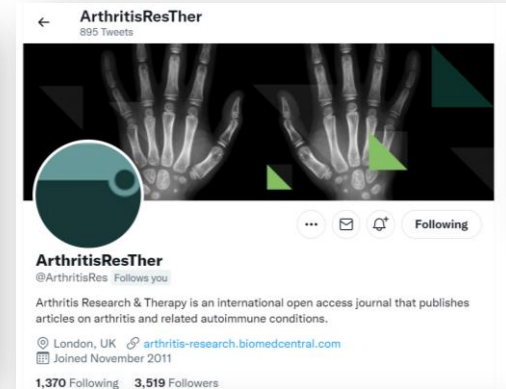 ArthritisResTher
895 Tweets
Following
ArthritisResTher
@ArthritisRes Follows you
Arthritis Research & Therapy is an international open access journal that publishes
articles on arthritis and related autoimmune conditions.
London, UK arthritis-research.biomedcentral.com
Joined November 2011
1,370 Following 3,519 Followers